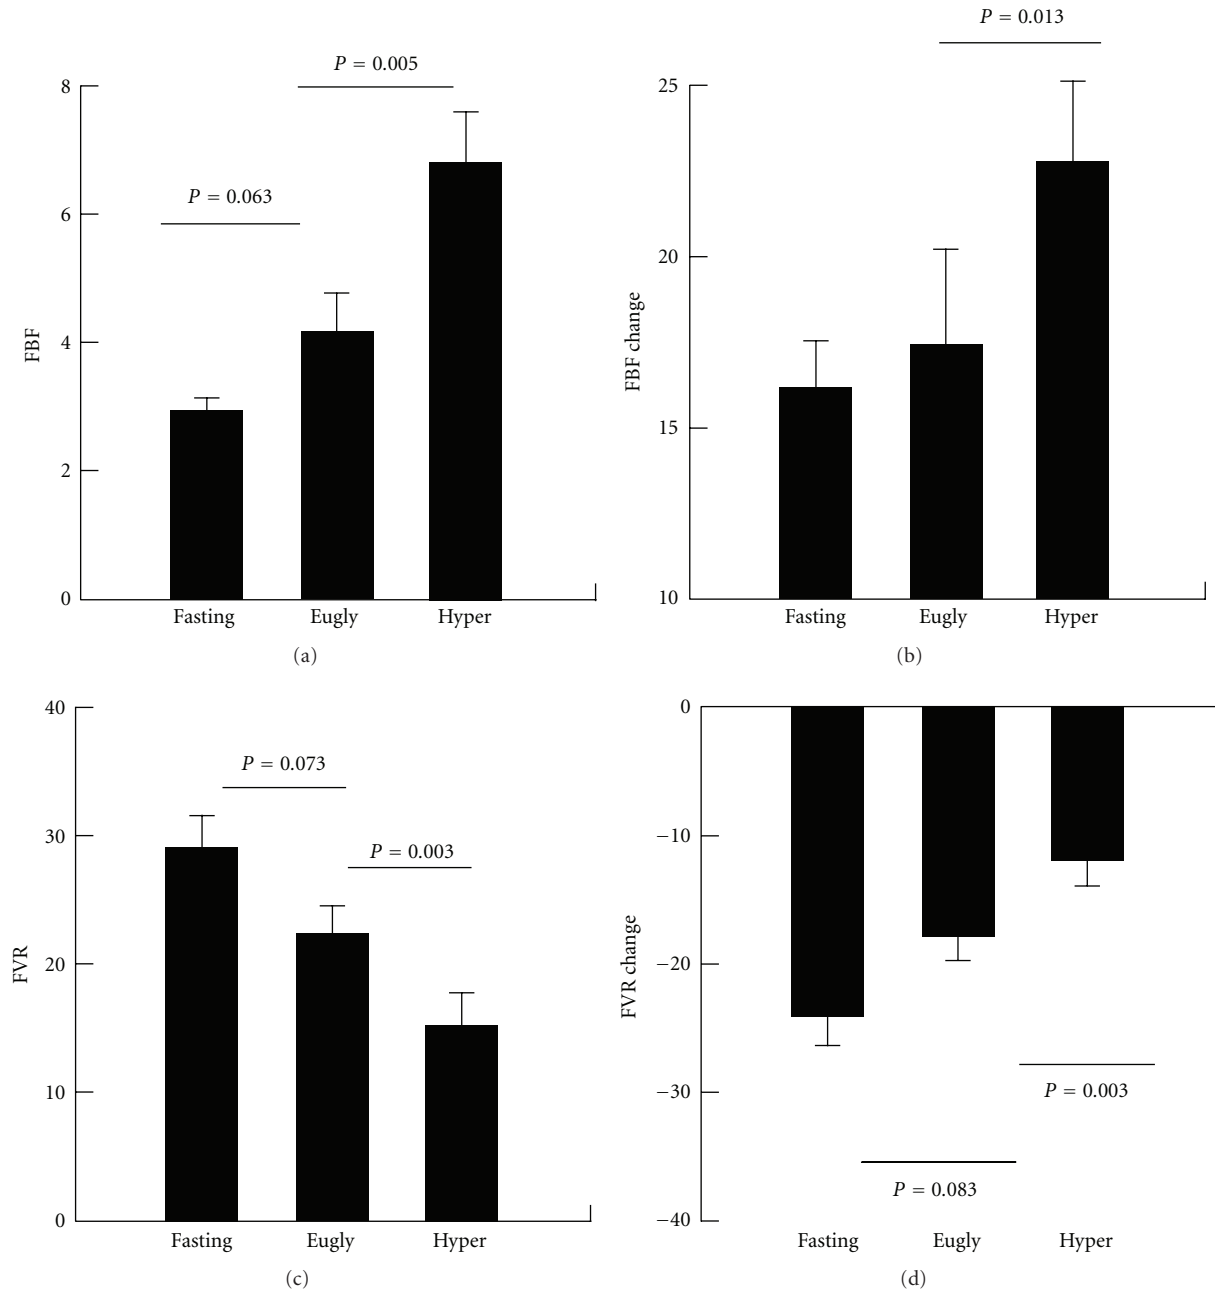 P = 0.005
P = 0.063
FBF
8
6
4
2
0
Fasting Eugly Hyper
(a)
P = 0.013
FBF change
25
20
15
10
Fasting Eugly Hyper
(b)
P = 0.073
P = 0.003
FVR
40
30
20
10
0
Fasting Eugly Hyper
(c)
FVR change
0
−10
−20
−30
−40
P = 0.003
P = 0.083
Fasting Eugly Hyper
(d)